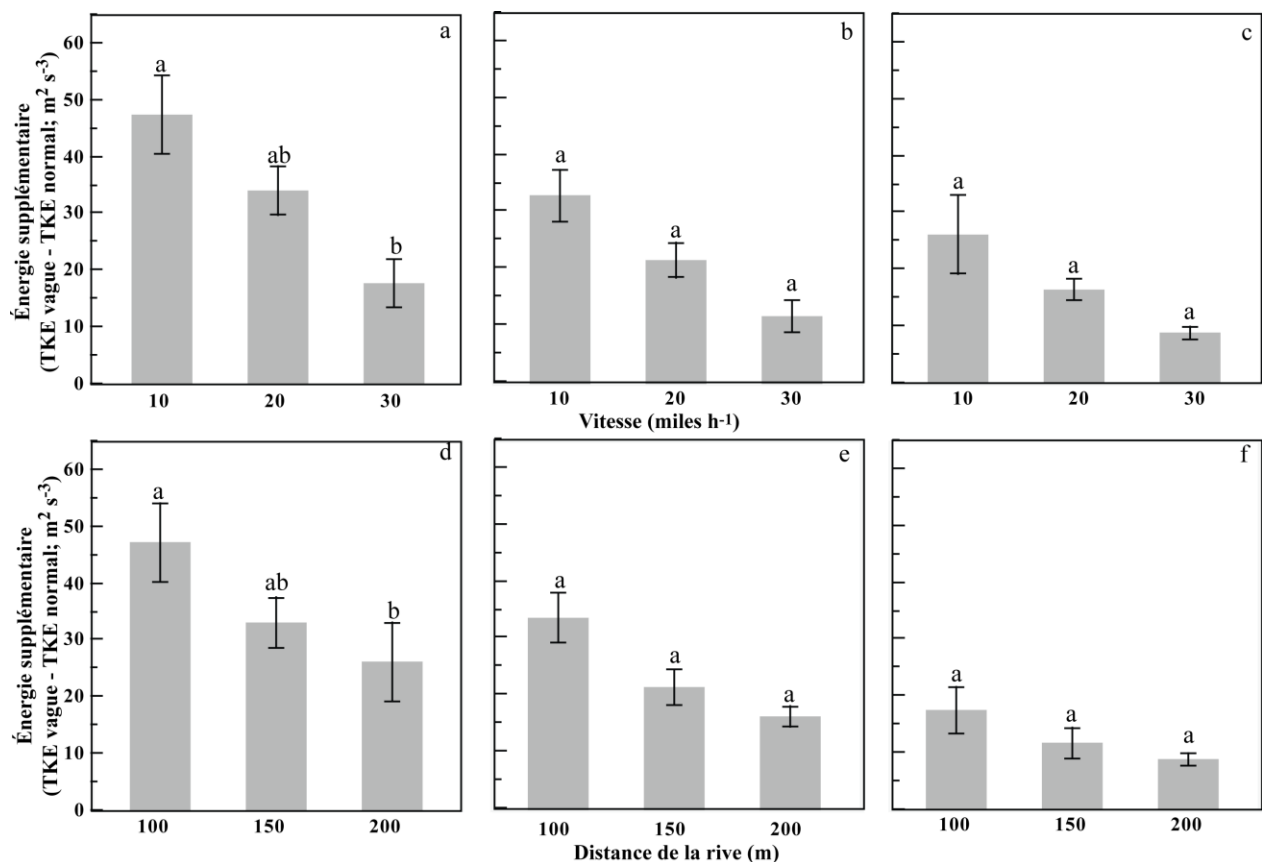 Énergie supplémentaire
(TKE vague - TKE normal; m² s⁻³)
60
50
40
30
20
10
0
a
a
ab
b
10
20
30
b
a
a
a
10
20
30
c
a
a
a
10
20
30
Vitesse (miles h⁻¹)
Énergie supplémentaire
(TKE vague - TKE normal; m² s⁻³)
60
50
40
30
20
10
0
d
a
ab
b
100
150
200
e
a
a
a
100
150
200
f
a
a
a
100
150
200
Distance de la rive (m)